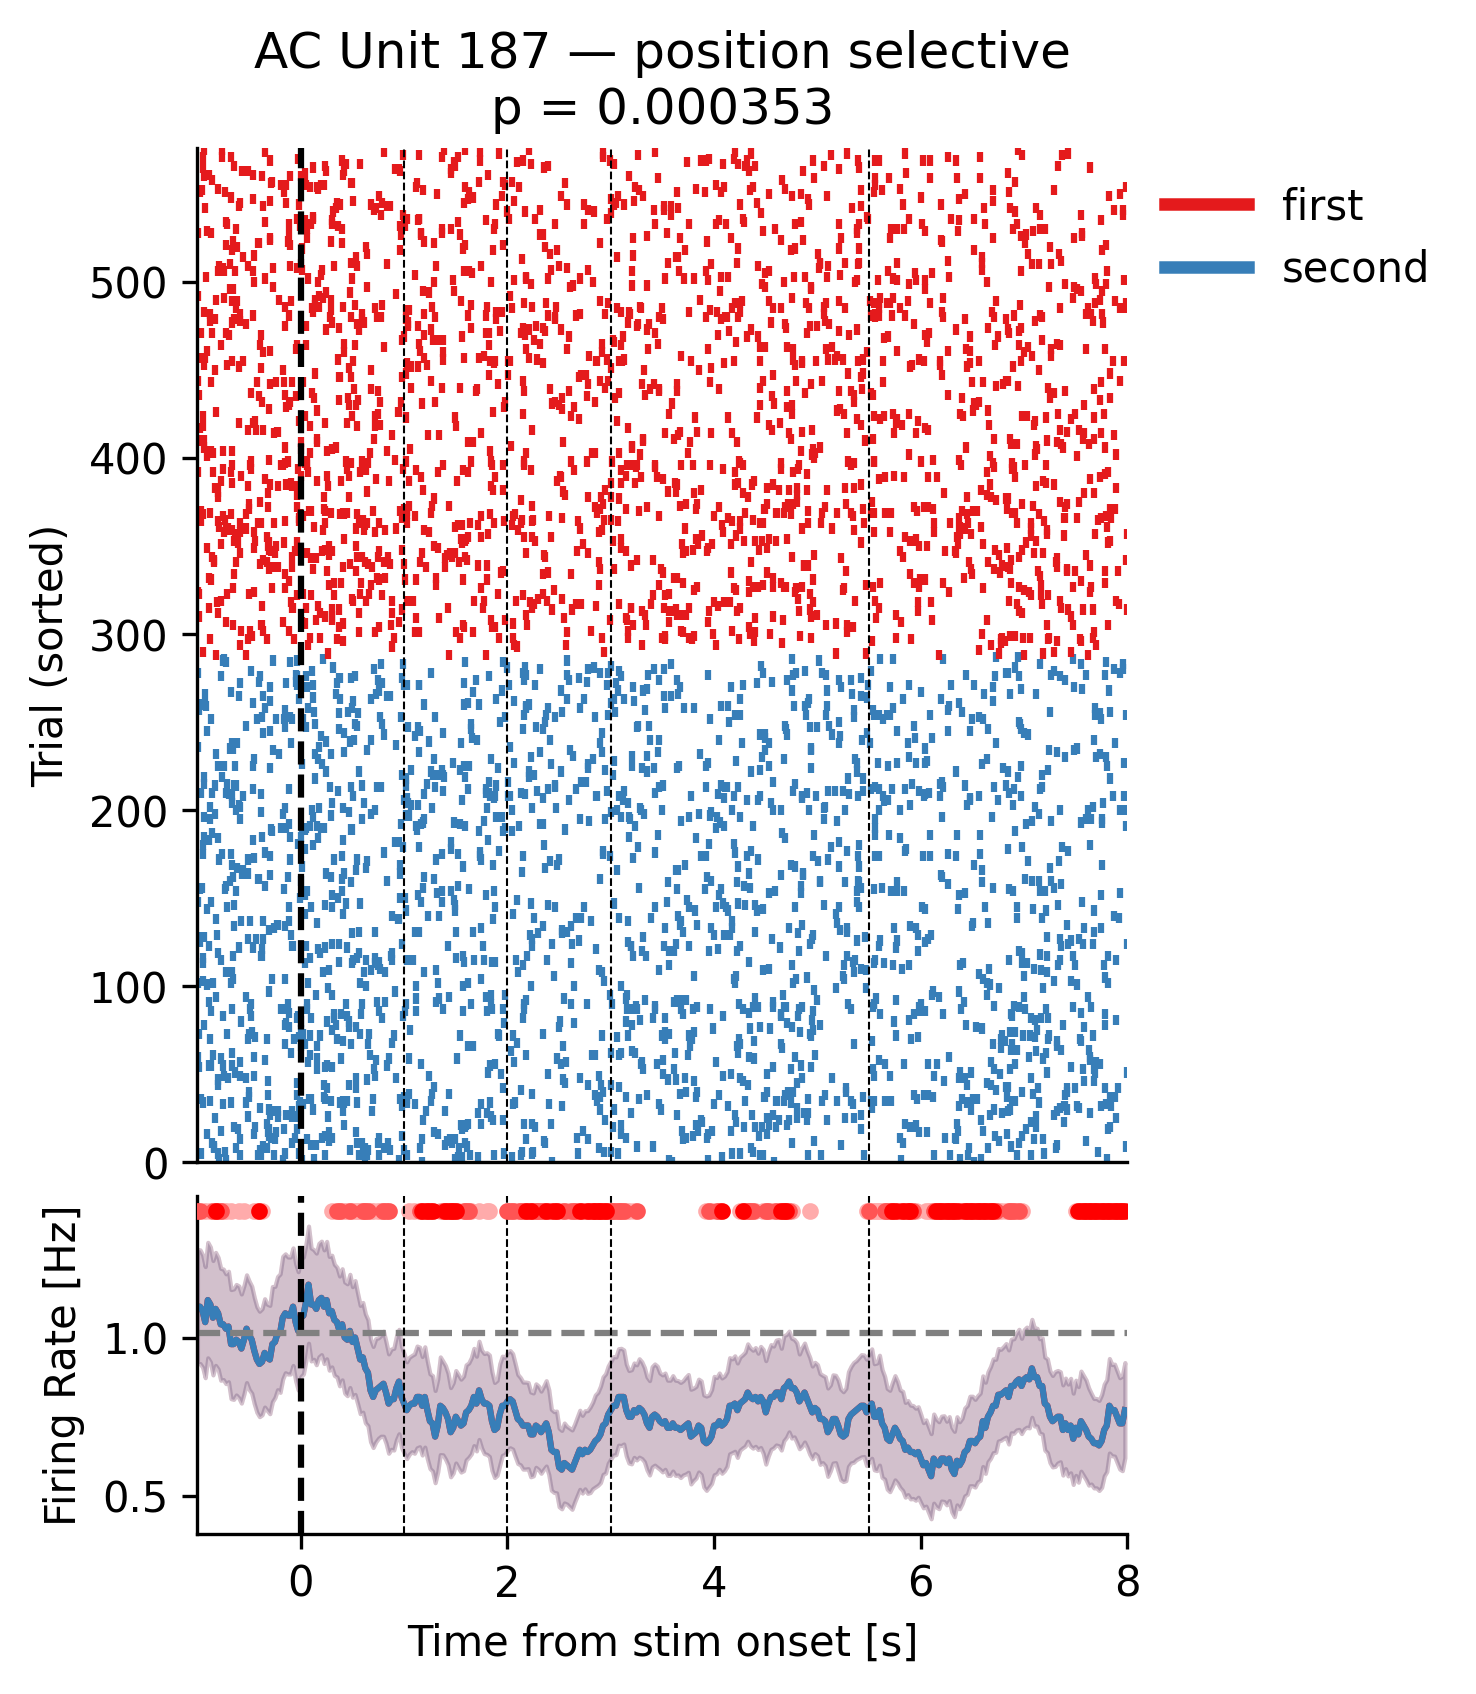 AC Unit 187 — position selective
p = 0.000353
first
second
500
400
300
200
100
0
Trial (sorted)
1.0
0.5
Firing Rate [Hz]
0 2 4 6 8
Time from stim onset [s]